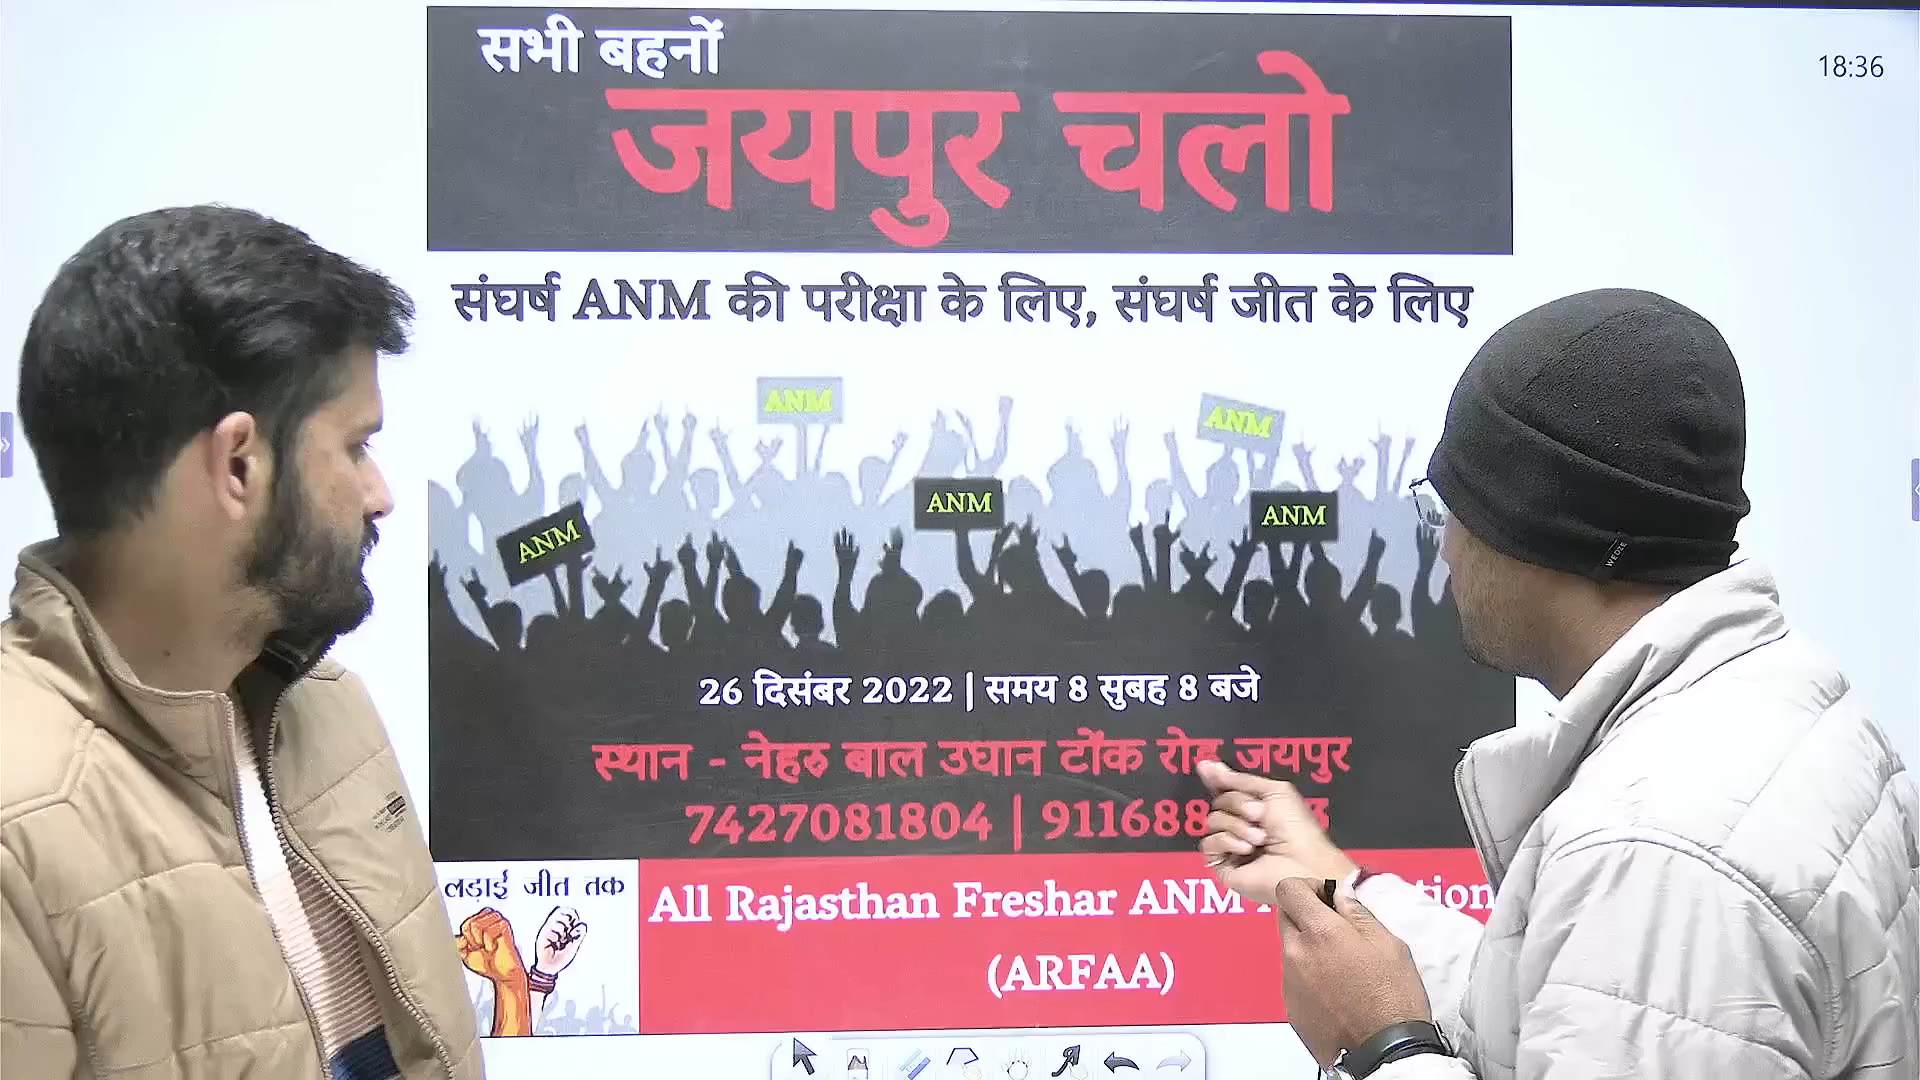 सभी बहनों
18:36
जयपुर चलो
संघर्ष ANM की परीक्षा के लिए, संघर्ष जीत के लिए
ANM
ANM
ANM
ANM
ANM
26 दिसंबर 2022 | समय 8 सुबह 8 बजे
स्थान - नेहरु बाल उघान टोंक रोड़ जयपुर
7427081804 | 911688
लड़ाई जीत तक
All Rajasthan Freshar ANM
(ARFAA)
WEDZE